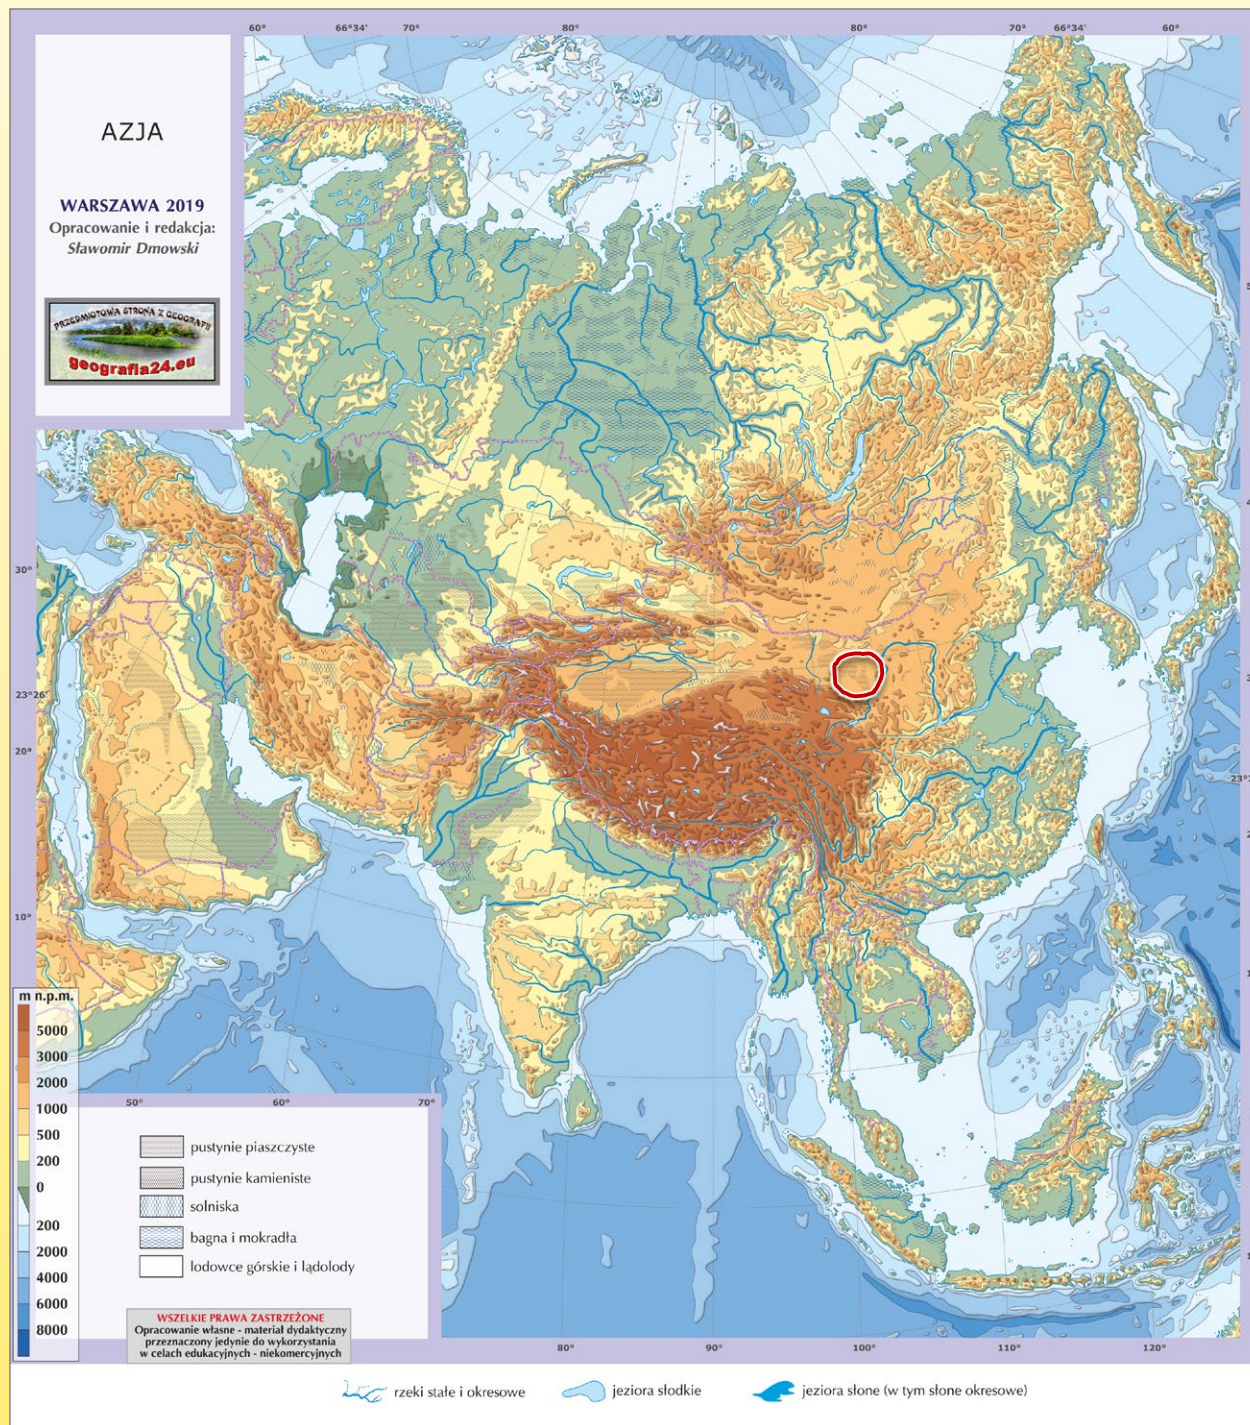 60° 66°34' 70° 80° 80° 70° 66°34' 60°
AZJA
WARSZAWA 2019
Opracowanie i redakcja:
Sławomir Dmowski
PRZEDMIOTOWA STRONA Z GEOGRAFII
geografia24.eu
30°
23°26'
20°
10°
m n.p.m.
5000
3000
2000
1000
500
200
0
200
2000
4000
6000
8000
50° 60° 70°
pustynie piaszczyste
pustynie kamieniste
soliska
bagna i mokradła
lodowce górskie i lądolody
WSZELKIE PRAWA ZASTRZEŻONE
Opracowanie własne - materiał dydaktyczny
przeznaczony jedynie do wykorzystania
w celach edukacyjnych - niekomercyjnych
80° 90° 100° 110° 120°
rzeki stałe i okresowe jeziora słodkie jeziora słone (w tym słone okresowe)